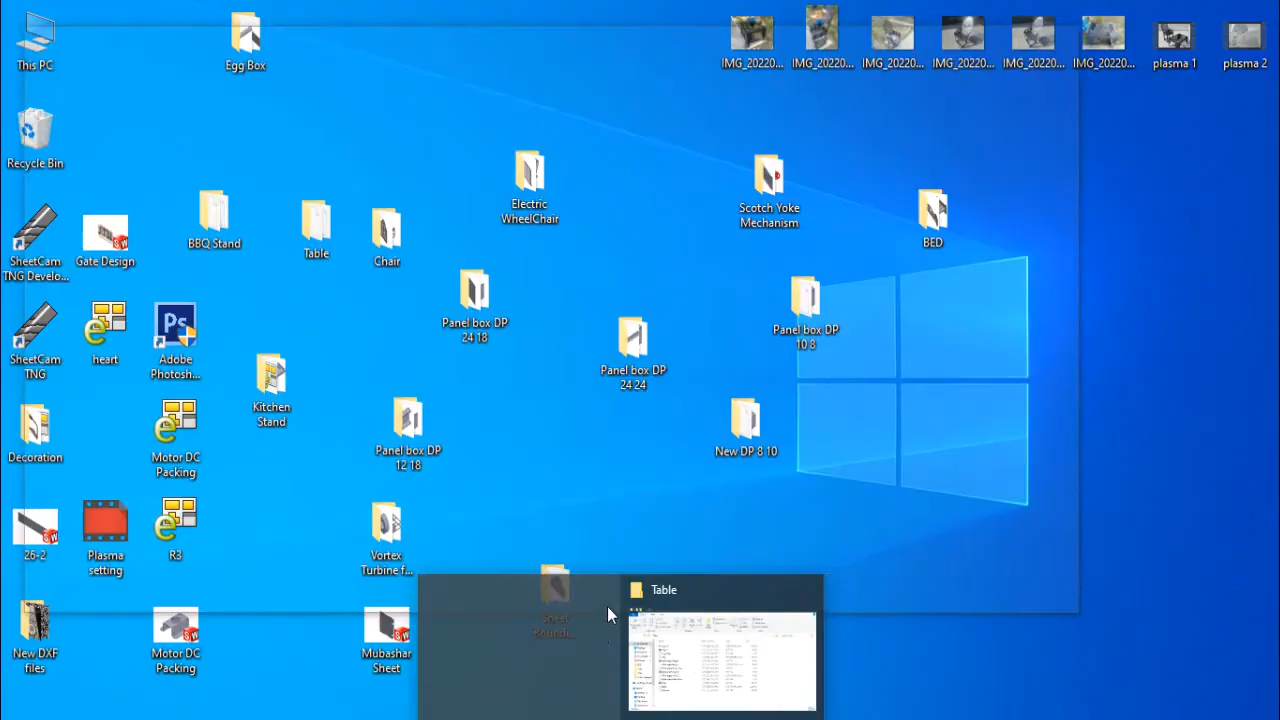 This PC
Egg Box
IMG_20220...
IMG_20220...
IMG_20220...
IMG_20220...
IMG_20220...
IMG_20220...
plasma 1
plasma 2
Recycle Bin
Electric
WheelChair
Scotch Yoke
Mechanism
BED
BBQ Stand
Table
Chair
SheetCam
TNG Develo...
Gate Design
Panel box DP
24 18
Panel box DP
10 8
Panel box DP
24 24
SheetCam
TNG
heart
Ps
Adobe
Photosh...
Kitchen
Stand
Decoration
Motor DC
Packing
Panel box DP
12 18
New DP 8 10
26-2
Plasma
setting
R3
Vortex
Turbine f...
Sheet
Roundi...
Table
New DXF
files
Motor DC
Packing
Mubashar
Sheet